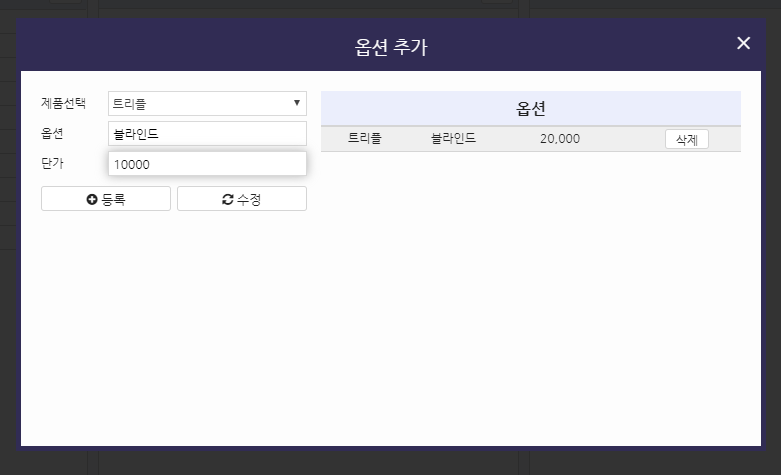 옵션 추가
제품선택 트리플
옵션 블라인드
단가 10000
등록 수정
옵션
트리플 블라인드 20,000 삭제